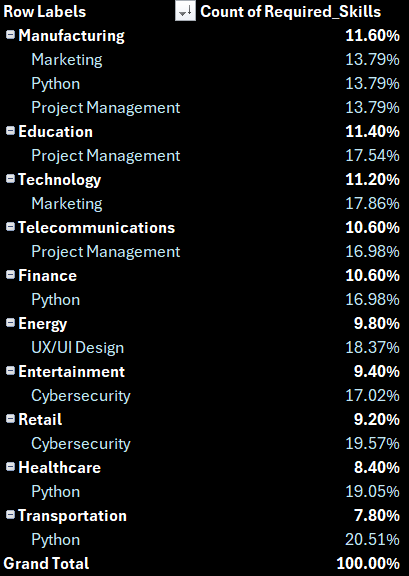 Row Labels Count of Required_Skills
Manufacturing 11.60%
Marketing 13.79%
Python 13.79%
Project Management 13.79%
Education 11.40%
Project Management 17.54%
Technology 11.20%
Marketing 17.86%
Telecommunications 10.60%
Project Management 16.98%
Finance 10.60%
Python 16.98%
Energy 9.80%
UX/UI Design 18.37%
Entertainment 9.40%
Cybersecurity 17.02%
Retail 9.20%
Cybersecurity 19.57%
Healthcare 8.40%
Python 19.05%
Transportation 7.80%
Python 20.51%
Grand Total 100.00%